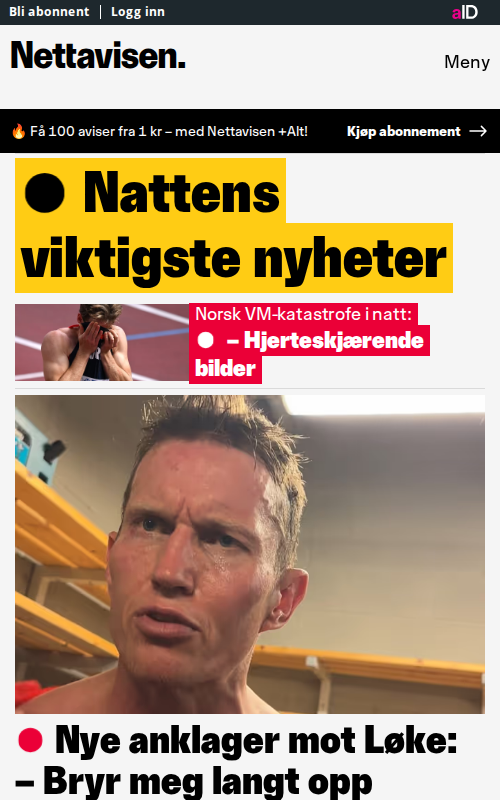 Bli abonnent | Logg inn
aID
Nettavisen.
Meny
🔥 Få 100 aviser fra 1 kr – med Nettavisen +Alt!
Kjøp abonnement →
● Nattens
viktigste nyheter
Norsk VM-katastrofe i natt:
● – Hjerteskjærende
bilder
● Nye anklager mot Løke:
– Bryr meg langt opp